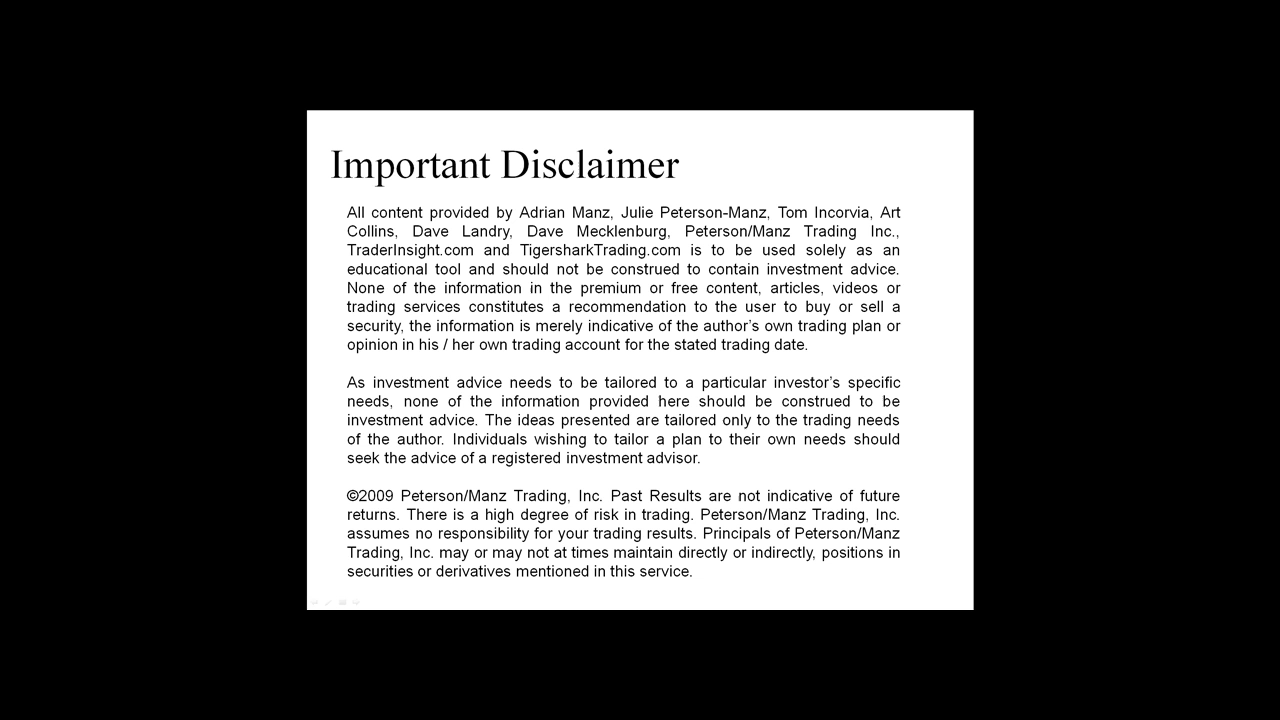 Important Disclaimer
All content provided by Adrian Manz, Julie Peterson-Manz, Tom Incorvia, Art
Collins, Dave Landry, Dave Mecklenburg, Peterson/Manz Trading Inc.,
TraderInsight.com and TigersharkTrading.com is to be used solely as an
educational tool and should not be construed to contain investment advice.
None of the information in the premium or free content, articles, videos or
trading services constitutes a recommendation to the user to buy or sell a
security, the information is merely indicative of the author’s own trading plan or
opinion in his / her own trading account for the stated trading date.
As investment advice needs to be tailored to a particular investor’s specific
needs, none of the information provided here should be construed to be
investment advice. The ideas presented are tailored only to the trading needs
of the author. Individuals wishing to tailor a plan to their own needs should
seek the advice of a registered investment advisor.
©2009 Peterson/Manz Trading, Inc. Past Results are not indicative of future
returns. There is a high degree of risk in trading. Peterson/Manz Trading, Inc.
assumes no responsibility for your trading results. Principals of Peterson/Manz
Trading, Inc. may or may not at times maintain directly or indirectly, positions in
securities or derivatives mentioned in this service.